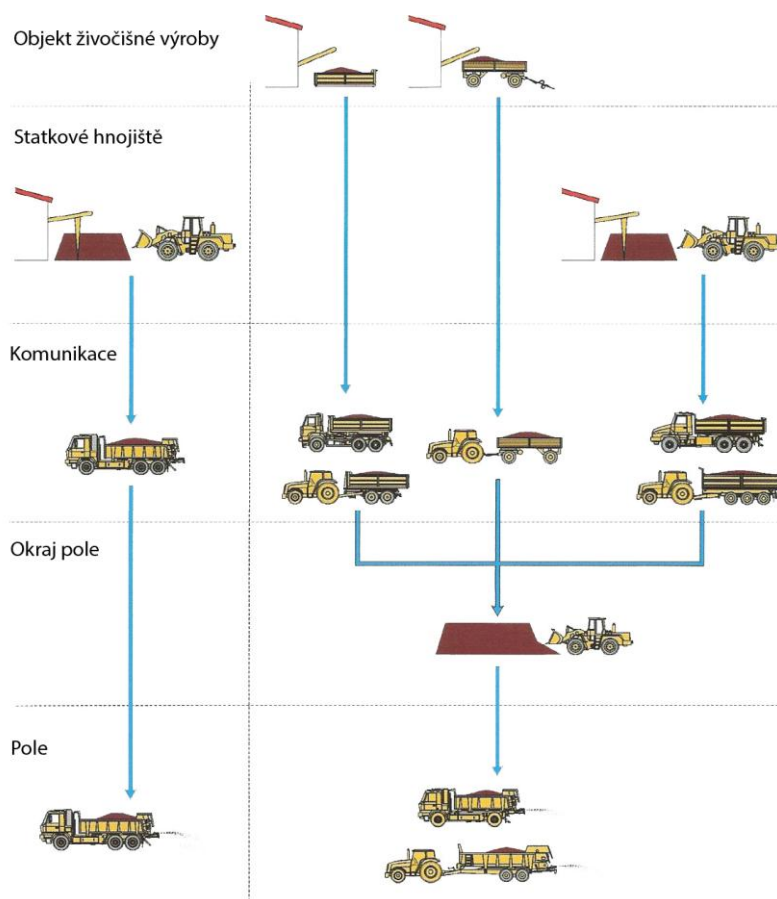 Objekt živočišné výroby
Statkové hnojiště
Komunikace
Okraj pole
Pole